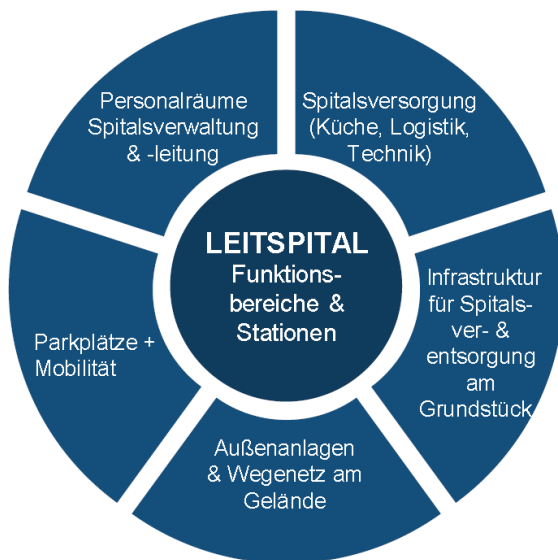 Personalräume
Spitalsverwaltung
& -leitung
Spitalsversorgung
(Küche, Logistik,
Technik)
LEITSPITAL
Funktions-
bereiche &
Stationen
Infrastruktur
für Spitals-
ver- &
entsorgung
am
Grundstück
Parkplätze +
Mobilität
Außenanlagen
& Wegenetz am
Gelände